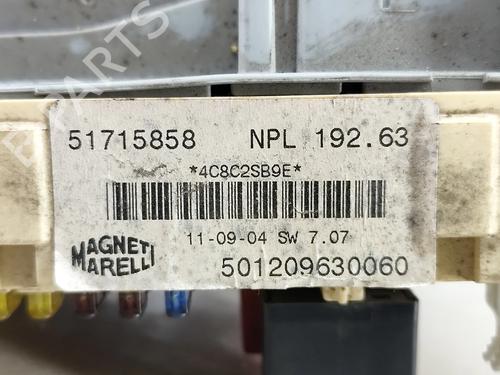 51715858 NPL 192.63
*4C8C2SB9E*
11-09-04 SW 7.07
MAGNETI
MARELLI
501209630060